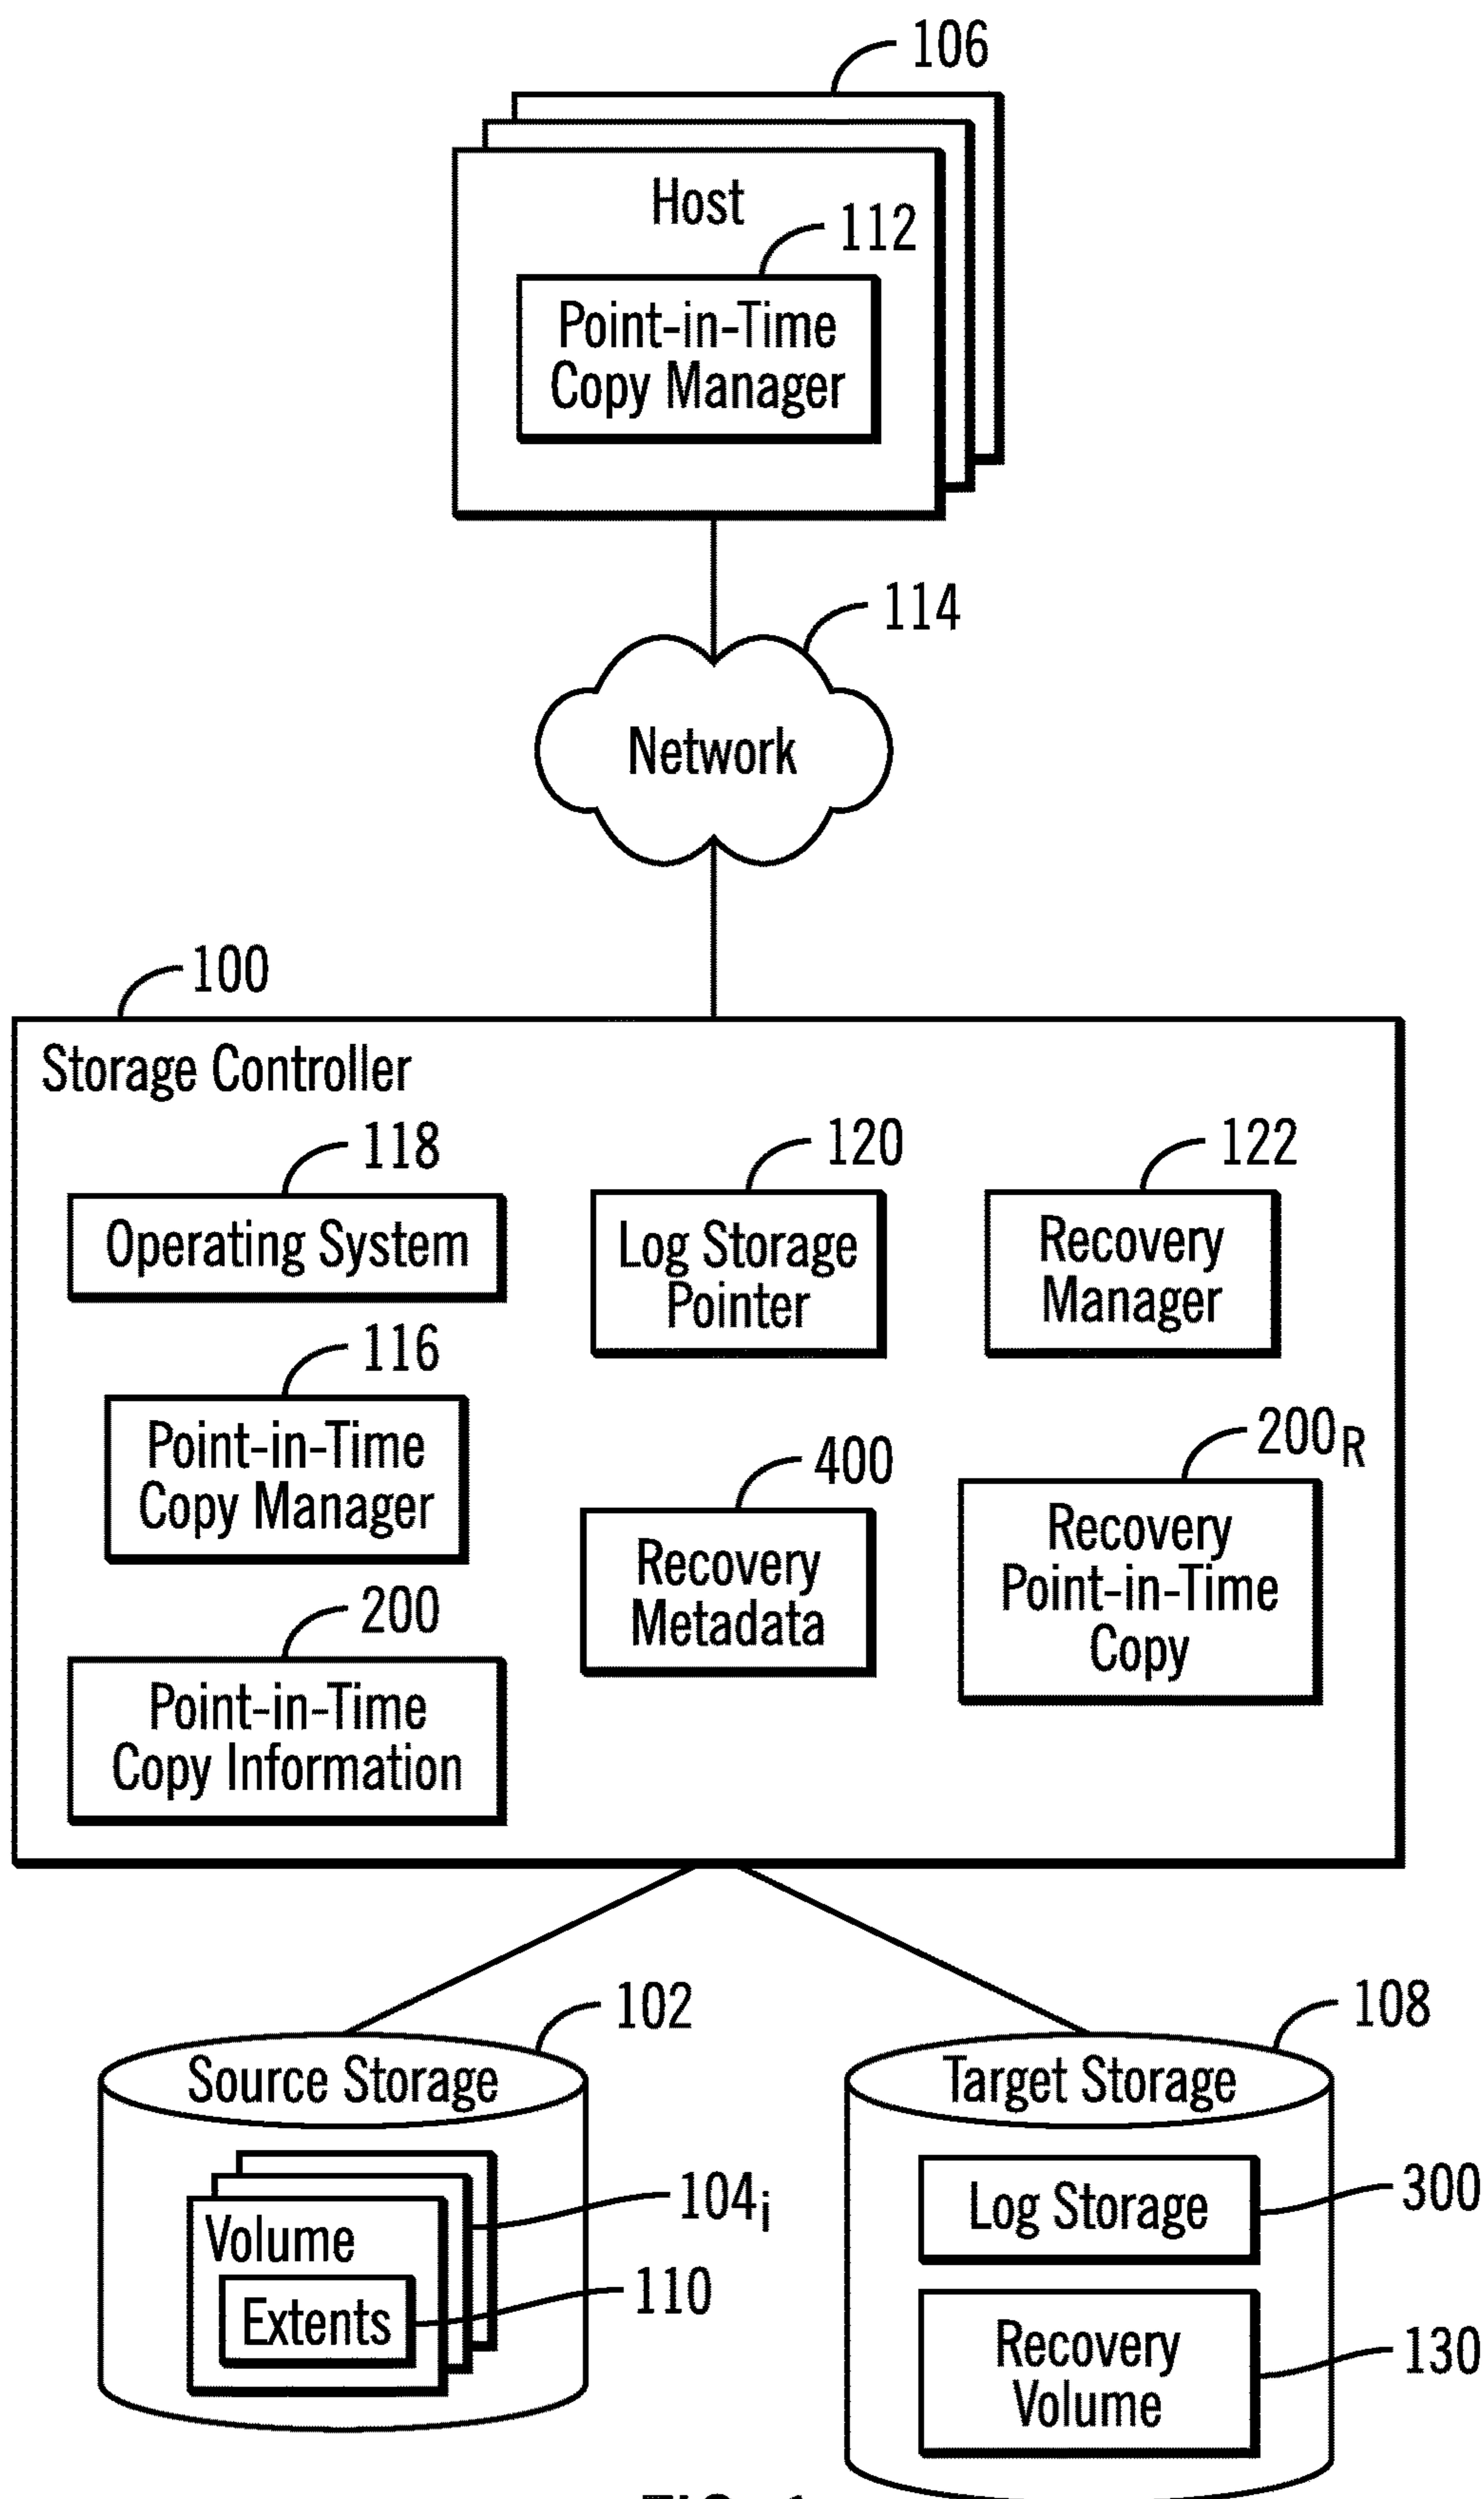 106
Host
112
Point-in-Time
Copy Manager
114
Network
100
Storage Controller
118
Operating System
120
Log Storage
Pointer
122
Recovery
Manager
116
Point-in-Time
Copy Manager
400
Recovery
Metadata
200R
Recovery
Point-in-Time
Copy
200
Point-in-Time
Copy Information
102
Source Storage
108
Target Storage
104i
Volume
110
Extents
Log Storage
300
Recovery
Volume
130